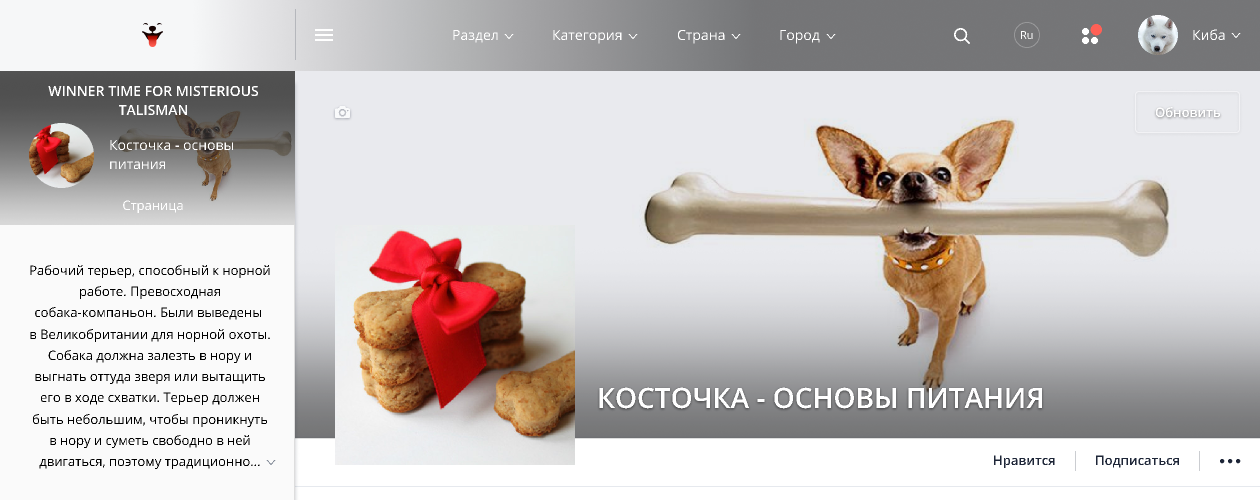 Раздел
Категория
Страна
Город
Ru
Киба
WINNER TIME FOR MISTERIOUS
TALISMAN
Косточка - основы
питания
Страница
Обновить
Рабочий терьер, способный к норной
работе. Превосходная
собака-компаньон. Были выведены
в Великобритании для норной охоты.
Собака должна залезть в нору и
выгнать оттуда зверя или вытащить
его в ходе схватки. Терьер должен
быть небольшим, чтобы проникнуть
в нору и суметь свободно в ней
двигаться, поэтому традиционно...
КОСТОЧКА - ОСНОВЫ ПИТАНИЯ
Нравится
Подписаться